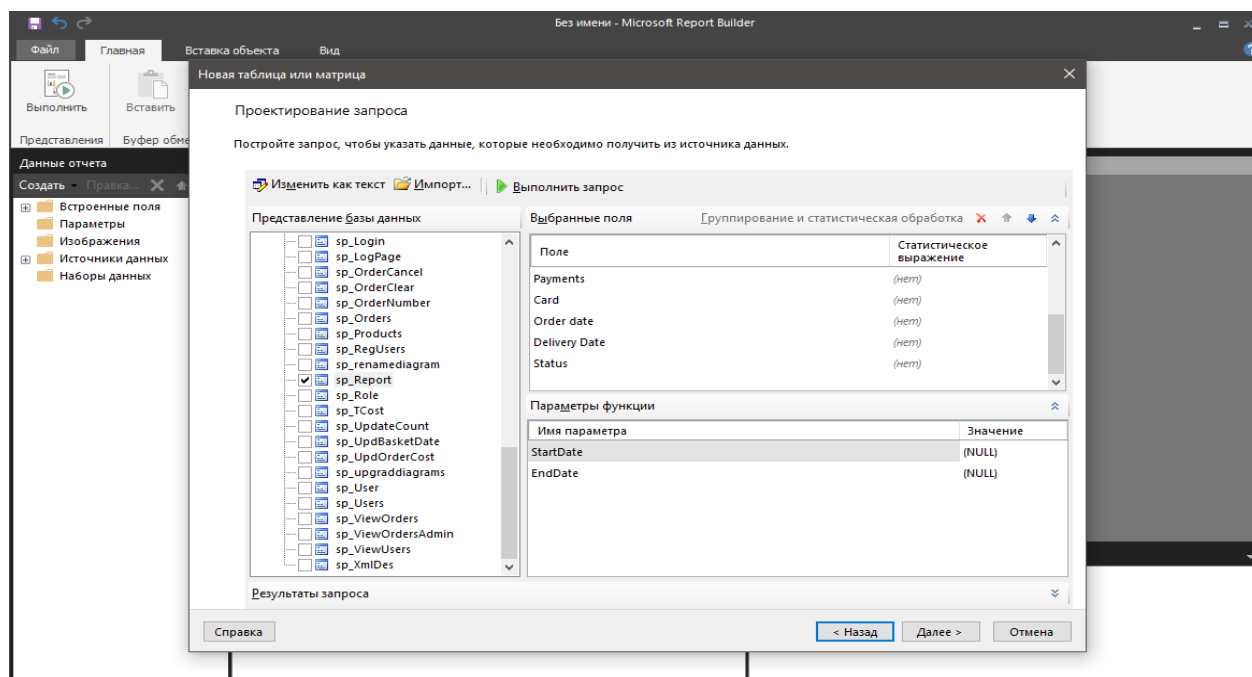 Без имени - Microsoft Report Builder
Файл Главная Вставка объекта Вид
Выполнить Вставить
Представления Буфер обме
Данные отчета
Создать Правка...
Встроенные поля
Параметры
Изображения
Источники данных
Наборы данных
Новая таблица или матрица
Проектирование запроса
Постройте запрос, чтобы указать данные, которые необходимо получить из источника данных.
Изменить как текст Импорт... Выполнить запрос
Представление базы данных
sp_Login
sp_LogPage
sp_OrderCancel
sp_OrderClear
sp_OrderNumber
sp_Orders
sp_Products
sp_RegUsers
sp_renamediagram
sp_Report
sp_Role
sp_TCost
sp_UpdateCount
sp_UpdBasketDate
sp_UpdOrderCost
sp_upgraddiagrams
sp_User
sp_Users
sp_ViewOrders
sp_ViewOrdersAdmin
sp_ViewUsers
sp_XmlDes
Выбранные поля Группирование и статистическая обработка
Поле Статистическое
выражение
Payments (нет)
Card (нет)
Order date (нет)
Delivery Date (нет)
Status (нет)
Параметры функции
Имя параметра Значение
StartDate (NULL)
EndDate (NULL)
Результаты запроса
Справка < Назад Далее > Отмена